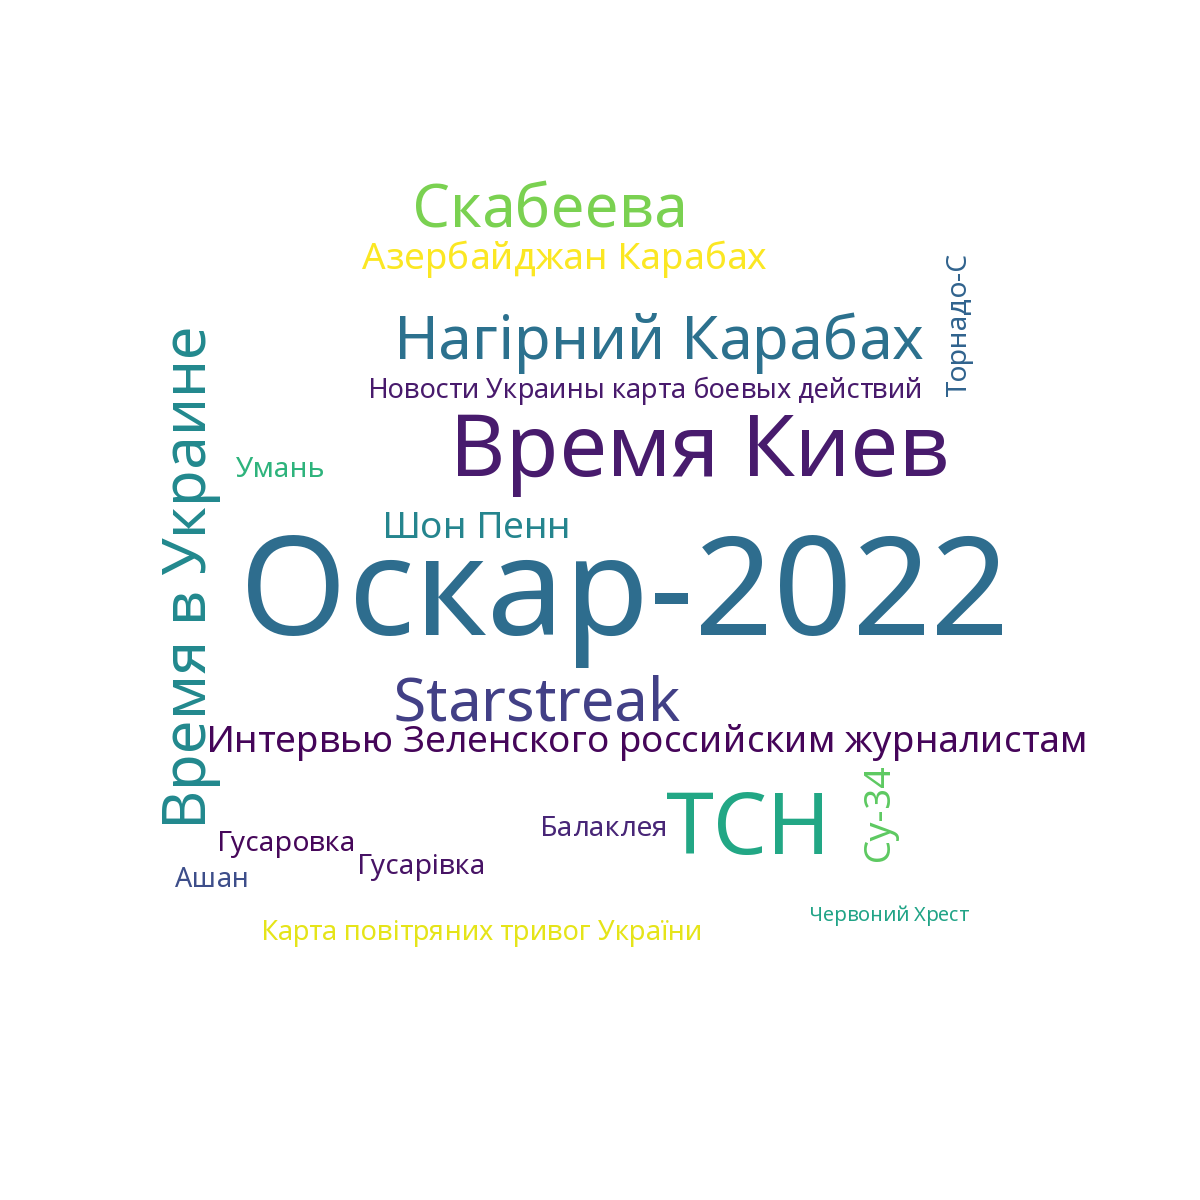 Скабеева
Азербайджан Карабах
Торнадо-С
Нагірний Карабах
Время в Украине
Новости Украины карта боевых действий
Время Киев
Умань
Шон Пенн
Оскар-2022
Starstreak
Интервью Зеленского российским журналистам
Су-34
ТСН
Балаклея
Гусаровка
Гусарівка
Ашан
Червоний Хрест
Карта повітряних тривог України